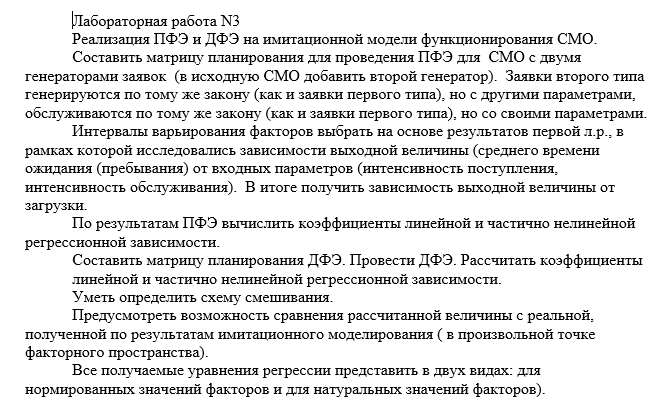 Лабораторная работа N3
Реализация ПФЭ и ДФЭ на имитационной модели функционирования СМО.
Составить матрицу планирования для проведения ПФЭ для СМО с двумя
генераторами заявок (в исходную СМО добавить второй генератор). Заявки второго типа
генерируются по тому же закону (как и заявки первого типа), но с другими параметрами,
обслуживаются по тому же закону (как и заявки первого типа), но со своими параметрами.
Интервалы варьирования факторов выбрать на основе результатов первой л.р., в
рамках которой исследовались зависимости выходной величины (среднего времени
ожидания (пребывания) от входных параметров (интенсивность поступления,
интенсивность обслуживания). В итоге получить зависимость выходной величины от
загрузки.
По результатам ПФЭ вычислить коэффициенты линейной и частично нелинейной
регрессионной зависимости.
Составить матрицу планирования ДФЭ. Провести ДФЭ. Рассчитать коэффициенты
линейной и частично нелинейной регрессионной зависимости.
Уметь определить схему смешивания.
Предусмотреть возможность сравнения рассчитанной величины с реальной,
полученной по результатам имитационного моделирования ( в произвольной точке
факторного пространства).
Все получаемые уравнения регрессии представить в двух видах: для
нормированных значений факторов и для натуральных значений факторов).